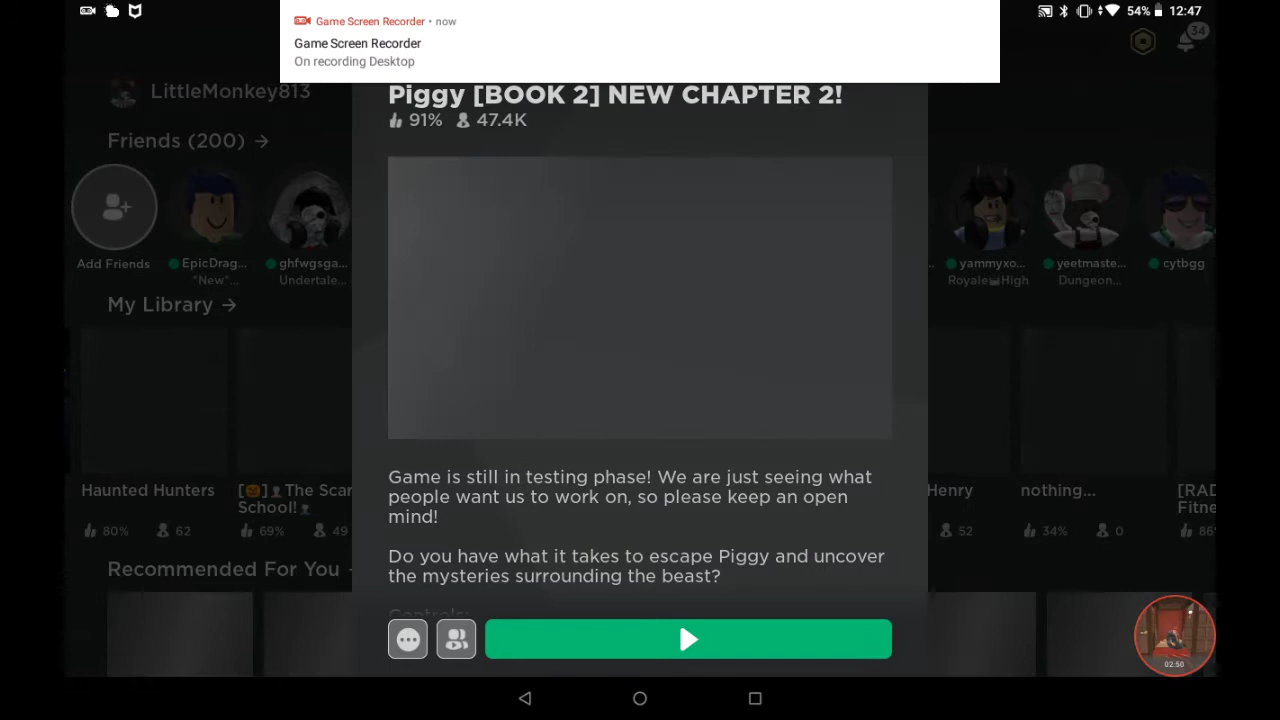 Game Screen Recorder • now
54% 12:47
Game Screen Recorder
On recording Desktop
34
LittleMonkey813
Piggy [BOOK 2] NEW CHAPTER 2!
91% 47.4K
Friends (200) →
Add Friends
EpicDrag...
*New*...
ghfwgsga...
Undertale...
yammyxo...
Royale High
yeetmaste...
Dungeon...
cytbgg
My Library →
Haunted Hunters
80% 62
[🎃]The Scar
School!
69% 49
Henry
52
nothing...
34% 0
[RAD
Fitne
86
Game is still in testing phase! We are just seeing what
people want us to work on, so please keep an open
mind!
Do you have what it takes to escape Piggy and uncover
the mysteries surrounding the beast?
Controls:
Recommended For You
02:50